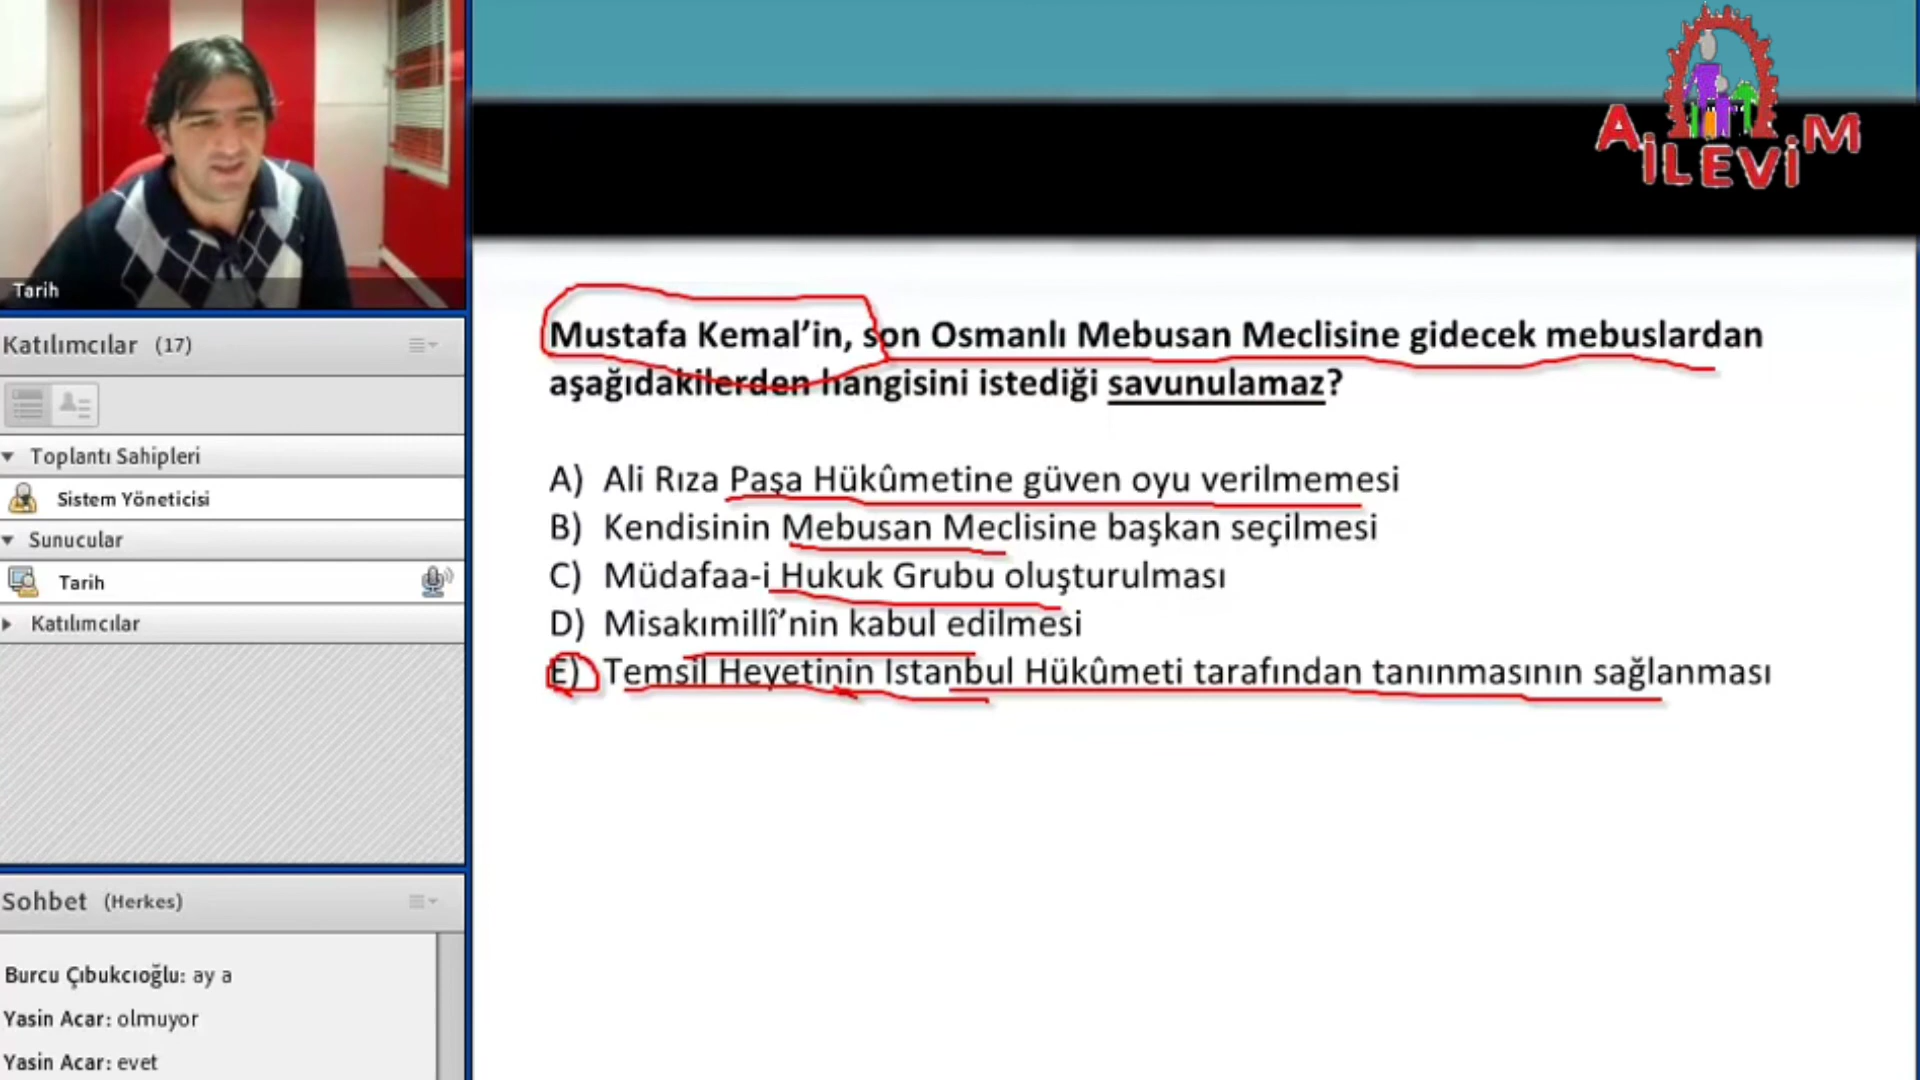 AİLEVİM
Tarih
Katılımcılar (17)
Toplantı Sahipleri
Sistem Yöneticisi
Sunucular
Tarih
Katılımcılar
Sohbet (Herkes)
Burcu Çıbukcıoğlu: ay a
Yasin Acar: olmuyor
Yasin Acar: evet
Mustafa Kemal’in, son Osmanlı Mebusan Meclisine gidecek mebuslardan
aşağıdakilerden hangisini istediği savunulamaz?
A) Ali Rıza Paşa Hükûmetine güven oyu verilmemesi
B) Kendisinin Mebusan Meclisine başkan seçilmesi
C) Müdafaa-i Hukuk Grubu oluşturulması
D) Misakımillî’nin kabul edilmesi
E) Temsil Heyetinin İstanbul Hükûmeti tarafından tanınmasının sağlanması